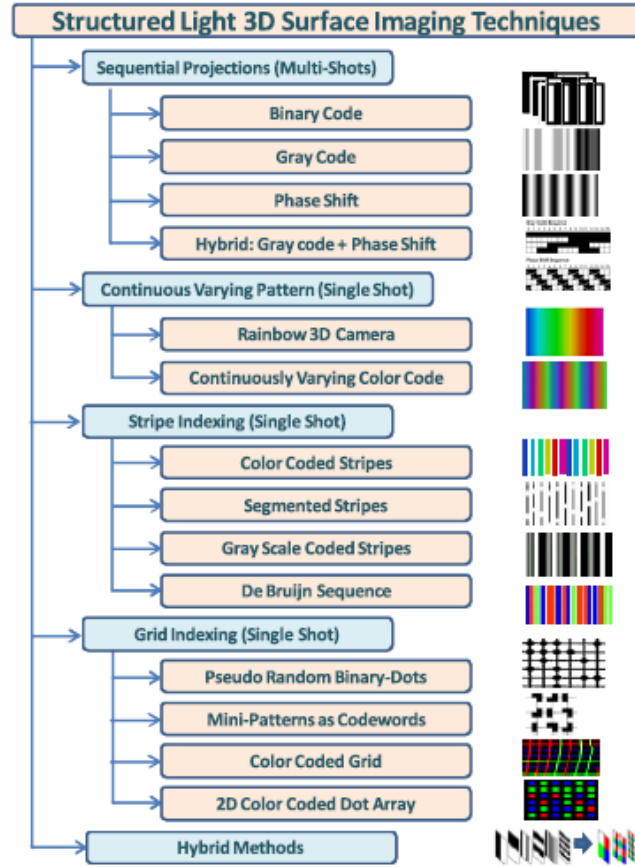 Structured Light 3D Surface Imaging Techniques
Sequential Projections (Multi-Shots)
Binary Code
Gray Code
Phase Shift
Hybrid: Gray code + Phase Shift
Continuous Varying Pattern (Single Shot)
Rainbow 3D Camera
Continuously Varying Color Code
Stripe Indexing (Single Shot)
Color Coded Stripes
Segmented Stripes
Gray Scale Coded Stripes
De Bruijn Sequence
Grid Indexing (Single Shot)
Pseudo Random Binary-Dots
Mini-Patterns as Codewords
Color Coded Grid
2D Color Coded Dot Array
Hybrid Methods